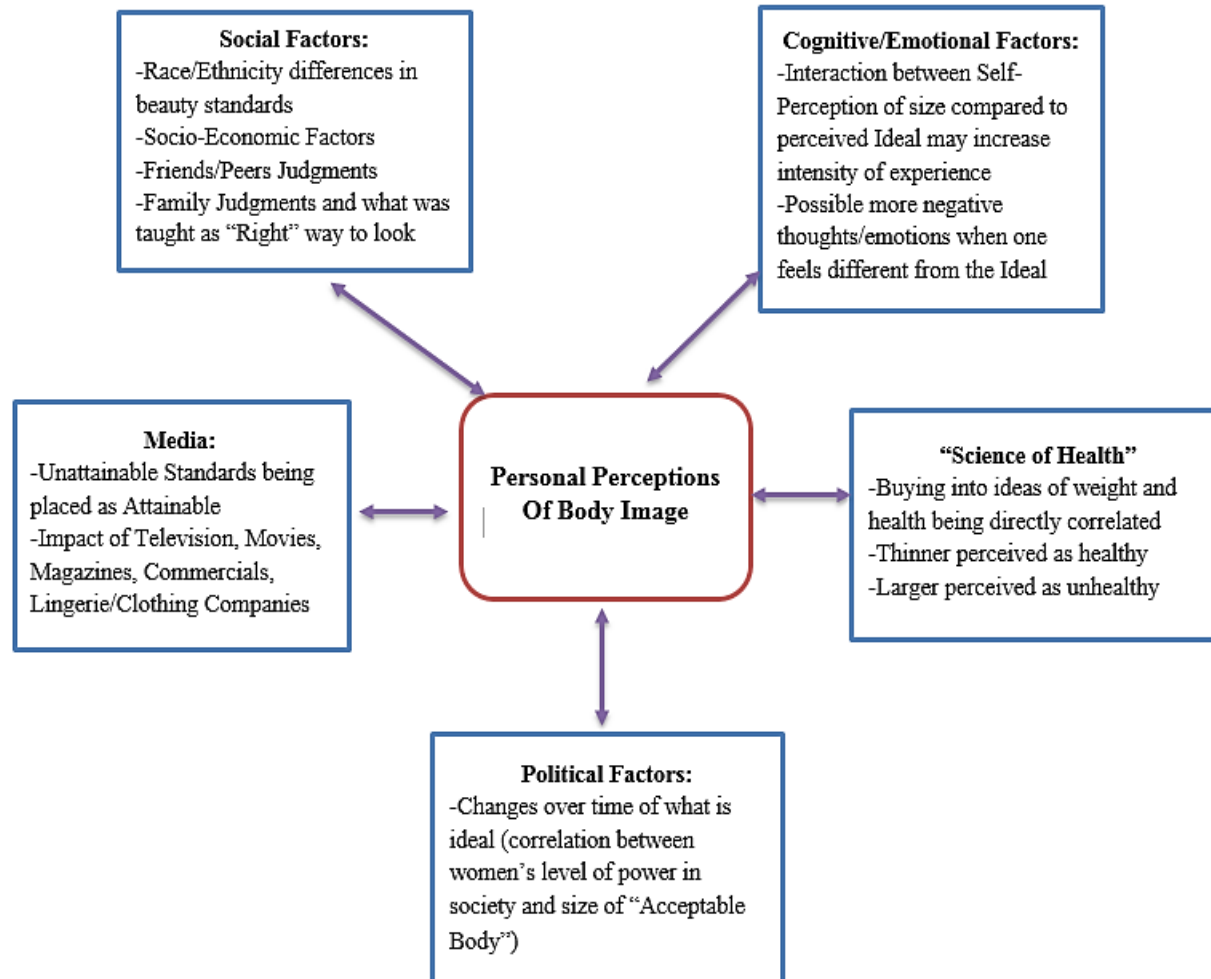 Social Factors:
-Race/Ethnicity differences in
beauty standards
-Socio-Economic Factors
-Friends/Peers Judgments
-Family Judgments and what was
taught as “Right” way to look
Cognitive/Emotional Factors:
-Interaction between Self-
Perception of size compared to
perceived Ideal may increase
intensity of experience
-Possible more negative
thoughts/emotions when one
feels different from the Ideal
Media:
-Unattainable Standards being
placed as Attainable
-Impact of Television, Movies,
Magazines, Commercials,
Lingerie/Clothing Companies
Personal Perceptions
Of Body Image
“Science of Health”
-Buying into ideas of weight and
health being directly correlated
-Thinner perceived as healthy
-Larger perceived as unhealthy
Political Factors:
-Changes over time of what is
ideal (correlation between
women’s level of power in
society and size of “Acceptable
Body”)